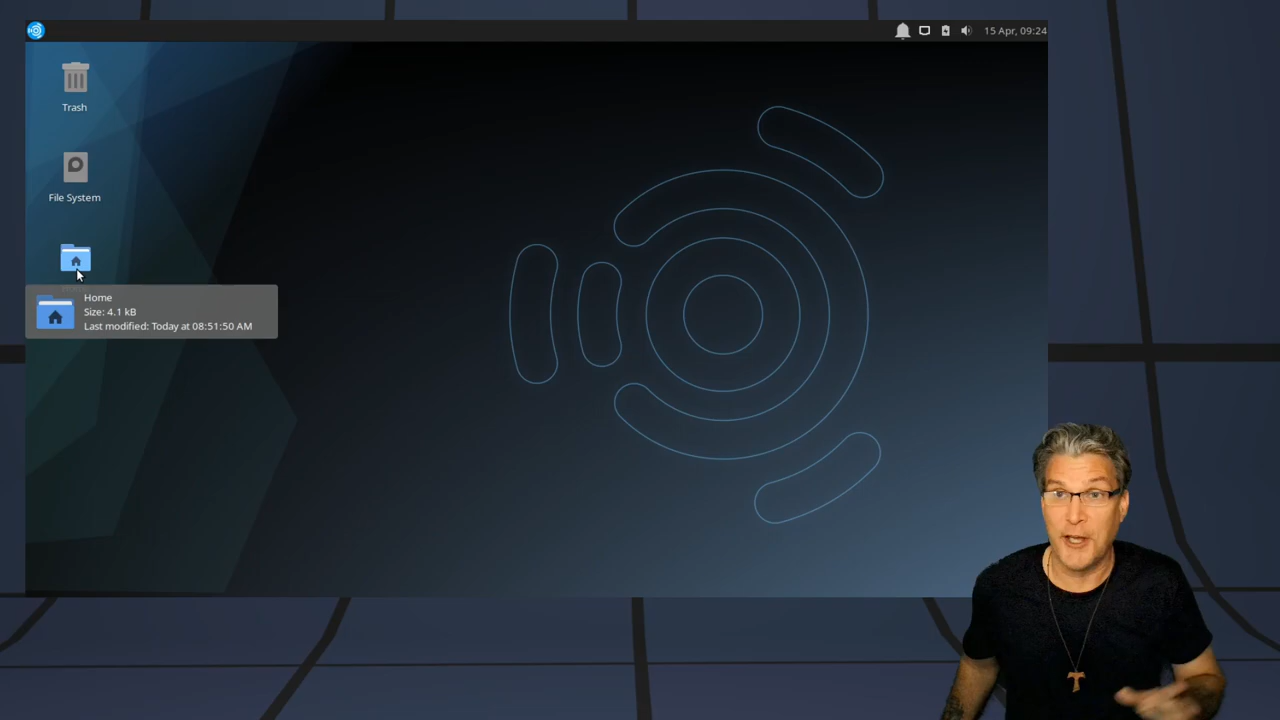 15 Apr, 09:24
Trash
File System
Home
Size: 4.1 kB
Last modified: Today at 08:51:50 AM